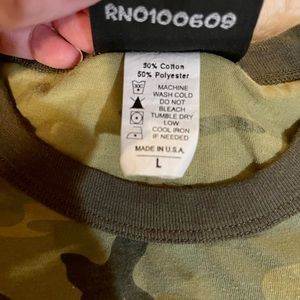 RN0100609
50% Cotton
50% Polyester
MACHINE
WASH COLD
DO NOT
BLEACH
TUMBLE DRY
LOW
COOL IRON
IF NEEDED
MADE IN U.S.A.
L